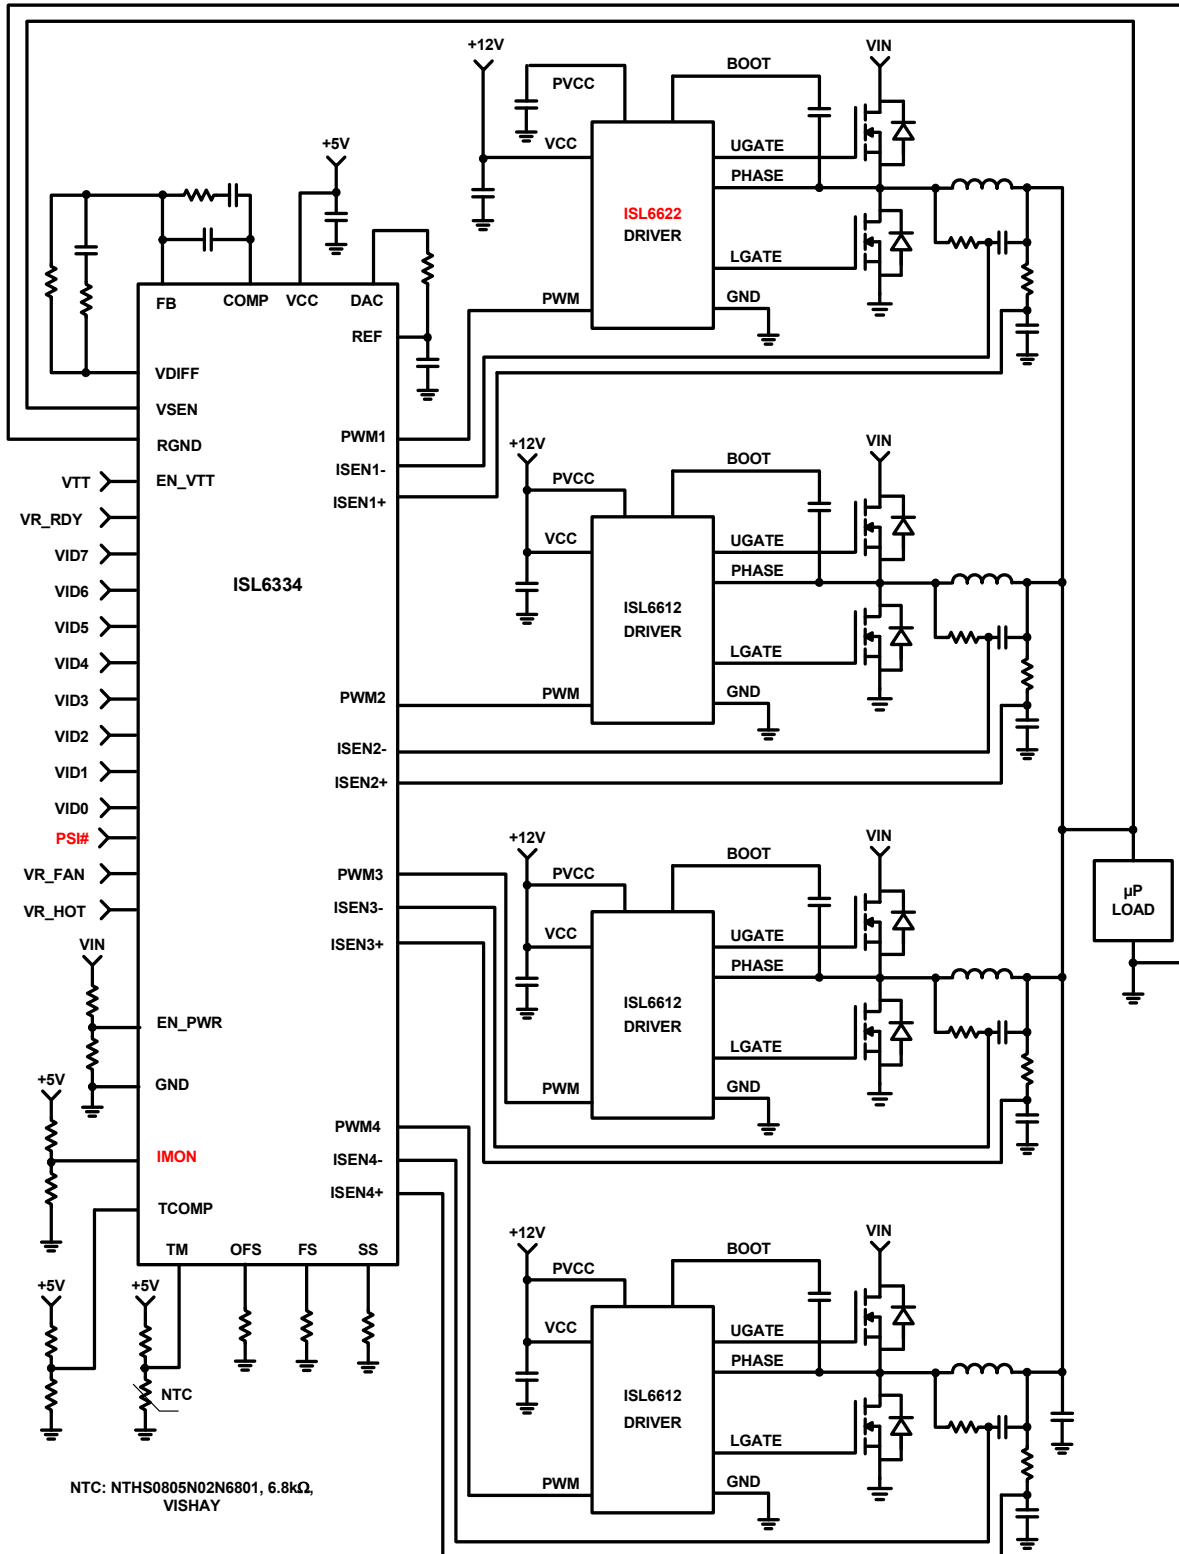 +12V
PVCC
BOOT
VIN
VCC
UGATE
PHASE
ISL6622
DRIVER
LGATE
GND
PWM
+5V
FB
COMP
VCC
DAC
REF
VDIFF
VSEN
RGND
EN_VTT
VTT
VR_RDY
VID7
VID6
VID5
VID4
VID3
VID2
VID1
VID0
PSI#
VR_FAN
VR_HOT
ISL6334
PWM1
ISEN1-
ISEN1+
PWM2
ISEN2-
ISEN2+
PWM3
ISEN3-
ISEN3+
PWM4
ISEN4-
ISEN4+
VIN
EN_PWR
GND
+5V
IMON
TCOMP
TM
OFS
FS
SS
+5V
+5V
NTC
+12V
PVCC
BOOT
VIN
VCC
UGATE
PHASE
ISL6612
DRIVER
LGATE
GND
PWM
+12V
PVCC
BOOT
VIN
VCC
UGATE
PHASE
ISL6612
DRIVER
LGATE
GND
PWM
µP
LOAD
+12V
PVCC
BOOT
VIN
VCC
UGATE
PHASE
ISL6612
DRIVER
LGATE
GND
PWM
NTC: NTHS0805N02N6801, 6.8kΩ,
VISHAY